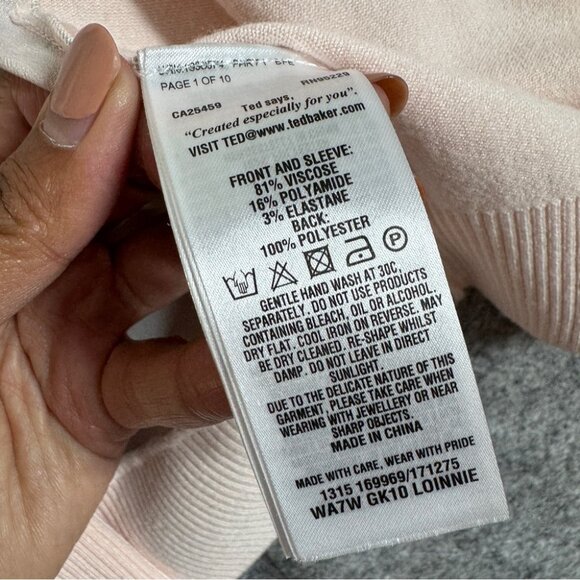 PAGE 1 OF 10
CA25459 Ted says, RN95229
"Created especially for you".
VISIT TED@www.tedbaker.com
FRONT AND SLEEVE:
81% VISCOSE
16% POLYAMIDE
3% ELASTANE
BACK:
100% POLYESTER
P
GENTLE HAND WASH AT 30C,
SEPARATELY. DO NOT USE PRODUCTS
CONTAINING BLEACH, OIL OR ALCOHOL.
DRY FLAT. COOL IRON ON REVERSE. MAY
BE DRY CLEANED. RE-SHAPE WHILST
DAMP. DO NOT LEAVE IN DIRECT
SUNLIGHT.
DUE TO THE DELICATE NATURE OF THIS
GARMENT, PLEASE TAKE CARE WHEN
WEARING WITH JEWELLERY OR NEAR
SHARP OBJECTS.
MADE IN CHINA
MADE WITH CARE, WEAR WITH PRIDE
1315 169969/171275
WA7W GK10 LOINNIE